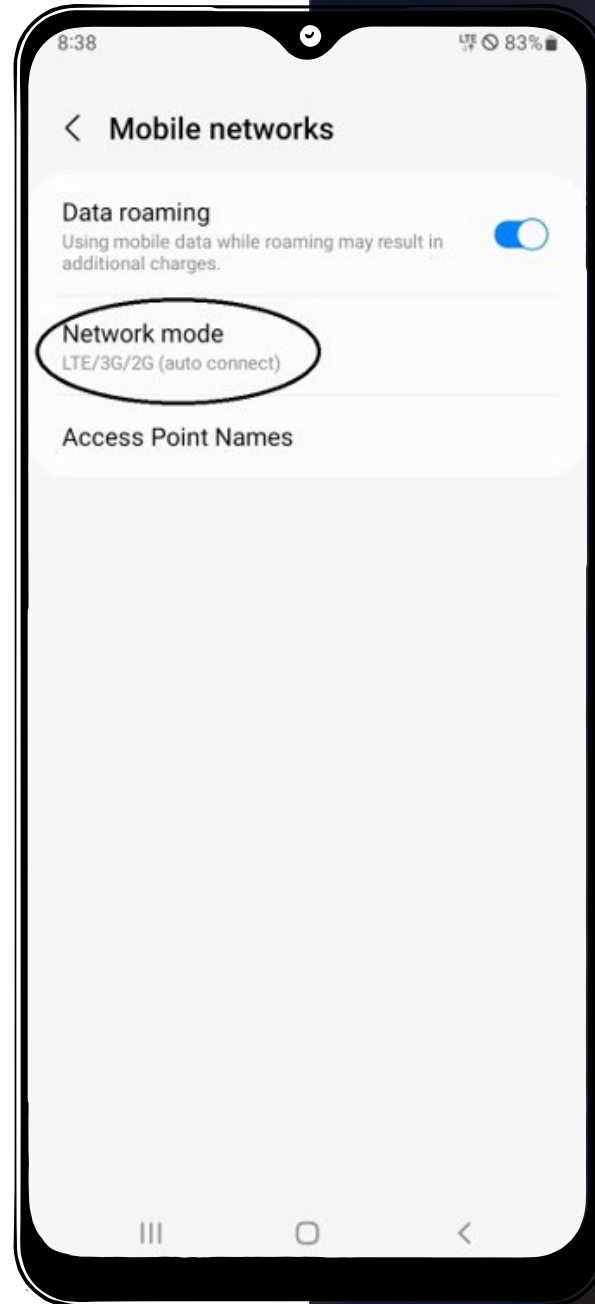 8:38 LTE 83%
Mobile networks
Data roaming
Using mobile data while roaming may result in
additional charges.
Network mode
LTE/3G/2G (auto connect)
Access Point Names